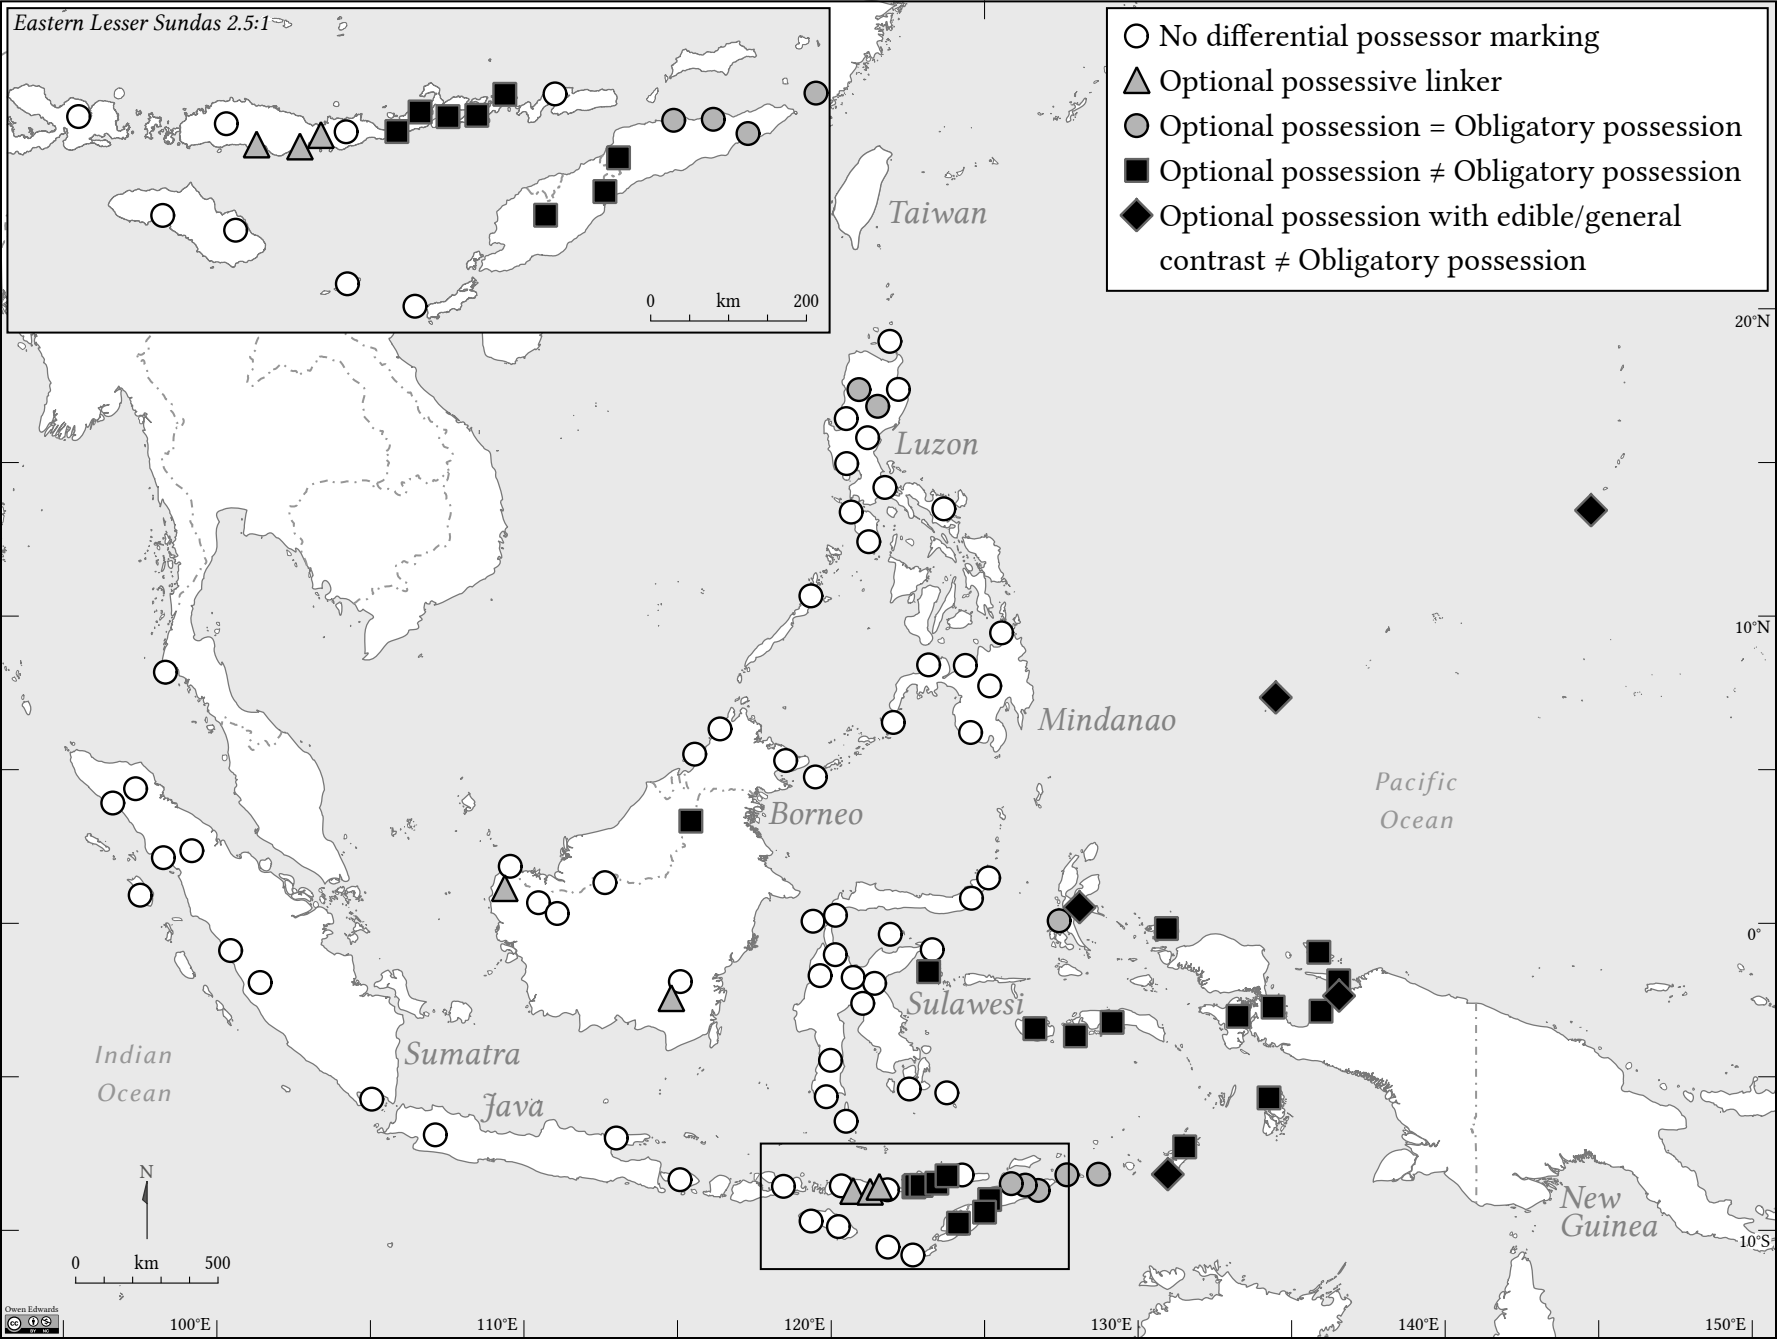 Eastern Lesser Sundas 2.5:1
0 km 200
No differential possessor marking
Optional possessive linker
Optional possession = Obligatory possession
Optional possession ≠ Obligatory possession
Optional possession with edible/general
contrast ≠ Obligatory possession
Taiwan
20°N
Luzon
10°N
Mindanao
Pacific
Ocean
Borneo
0°
Sulawesi
Indian
Ocean
Sumatra
Java
N
New
Guinea
10°S
0 km 500
Owen Edwards
cc BY NC
100°E 110°E 120°E 130°E 140°E 150°E